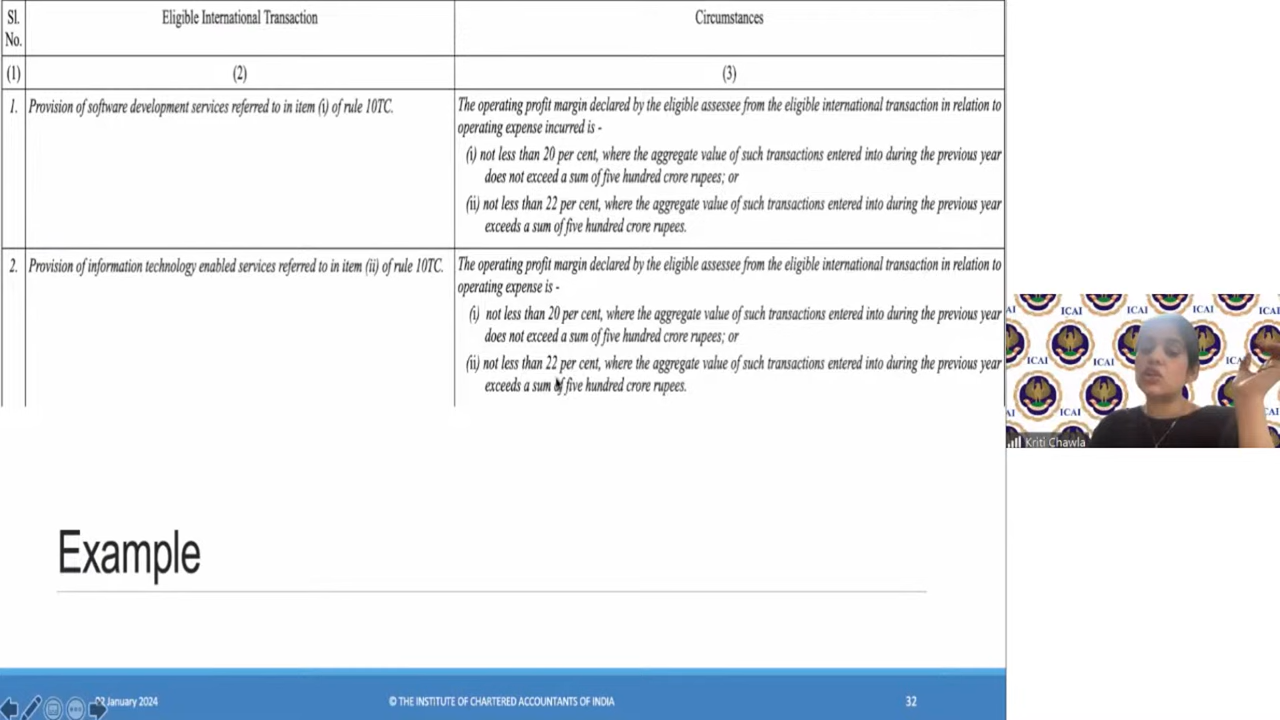 Sl. No.
Eligible International Transaction
Circumstances
(1)
(2)
(3)
1.
Provision of software development services referred to in item (i) of rule 10TC.
The operating profit margin declared by the eligible assessee from the eligible international transaction in relation to
operating expense incurred is -
(i) not less than 20 per cent, where the aggregate value of such transactions entered into during the previous year
does not exceed a sum of five hundred crore rupees; or
(ii) not less than 22 per cent, where the aggregate value of such transactions entered into during the previous year
exceeds a sum of five hundred crore rupees.
2.
Provision of information technology enabled services referred to in item (ii) of rule 10TC.
The operating profit margin declared by the eligible assessee from the eligible international transaction in relation to
operating expense is -
(i) not less than 20 per cent, where the aggregate value of such transactions entered into during the previous year
does not exceed a sum of five hundred crore rupees; or
(ii) not less than 22 per cent, where the aggregate value of such transactions entered into during the previous year
exceeds a sum of five hundred crore rupees.
ICAI
ICAI
ICAI
ICAI
ICAI
Kriti Chawla
Example
January 2024
© THE INSTITUTE OF CHARTERED ACCOUNTANTS OF INDIA
32